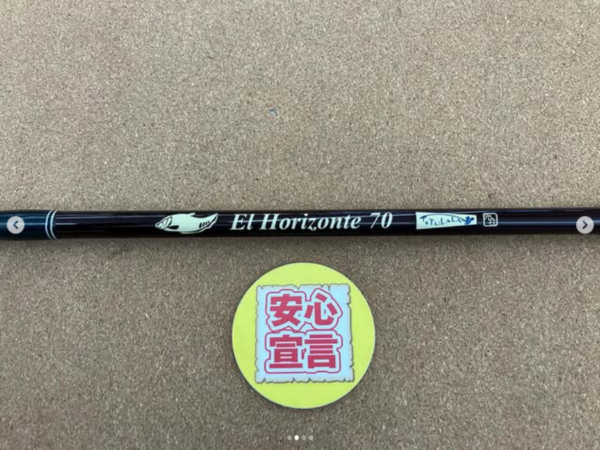 El Horizonte 70
TULALA
安心
宣言